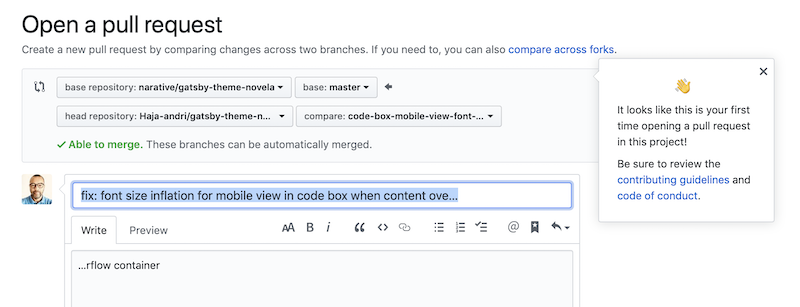 Open a pull request
Create a new pull request by comparing changes across two branches. If you need to, you can also compare across forks.
base repository: narative/gatsby-theme-novela
base: master
head repository: Haja-andri/gatsby-theme-n...
compare: code-box-mobile-view-font-...
Able to merge. These branches can be automatically merged.
It looks like this is your first
time opening a pull request
in this project!
Be sure to review the
contributing guidelines and
code of conduct.
fix: font size inflation for mobile view in code box when content ove...
Write
Preview
AA B i
@
...rflow container